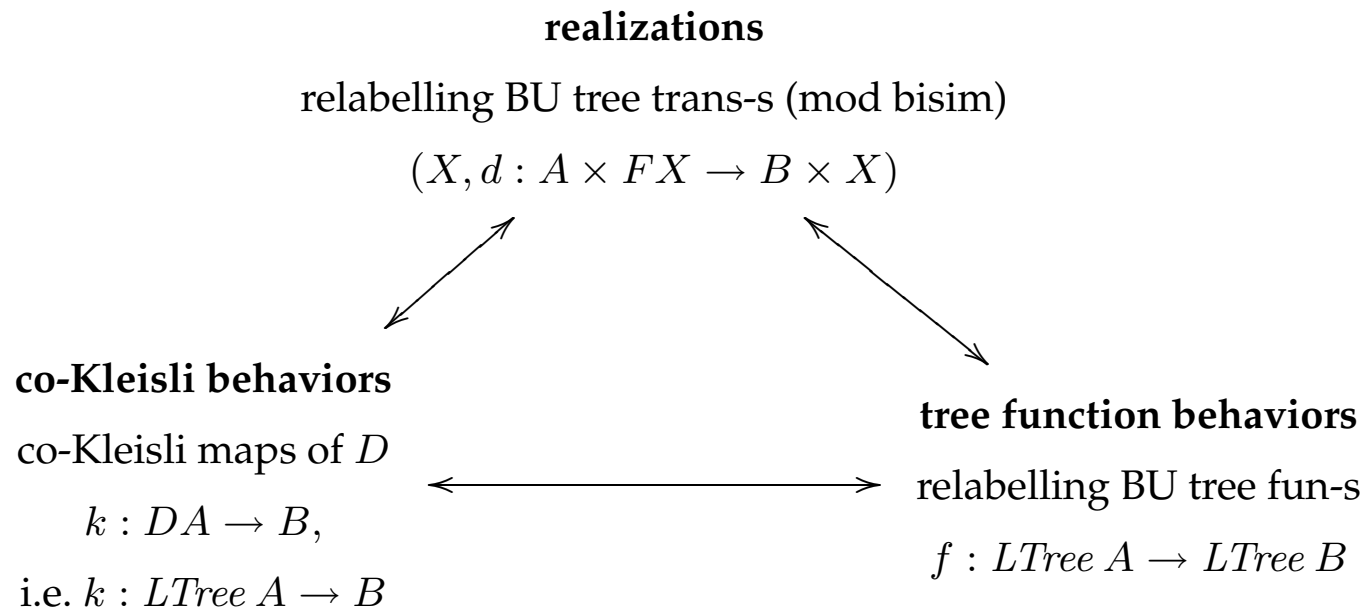 realizations
relabelling BU tree trans-s (mod bisim)
(X, d : A × FX → B × X)
co-Kleisli behaviors
co-Kleisli maps of D
k : DA → B,
i.e. k : LTree A → B
tree function behaviors
relabelling BU tree fun-s
f : LTree A → LTree B